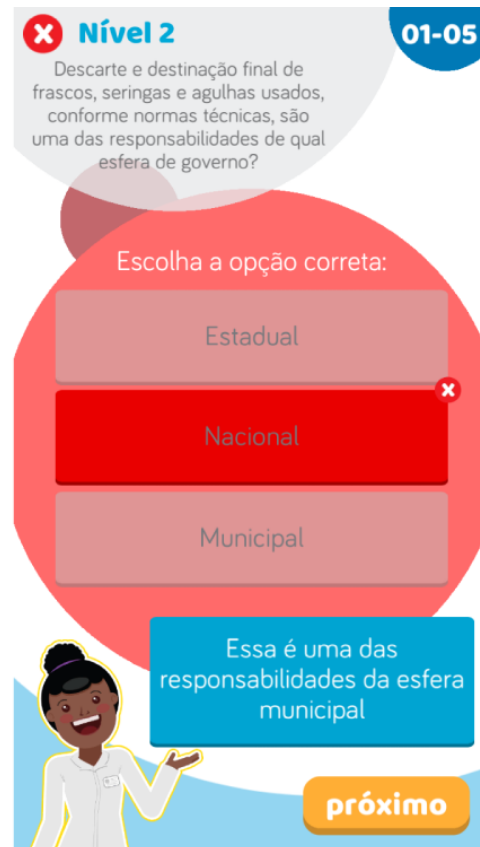 Nível 2
01-05
Descarte e destinação final de
frascos, seringas e agulhas usados,
conforme normas técnicas, são
uma das responsabilidades de qual
esfera de governo?
Escolha a opção correta:
Estadual
Nacional
Municipal
Essa é uma das
responsabilidades da esfera
municipal
próximo